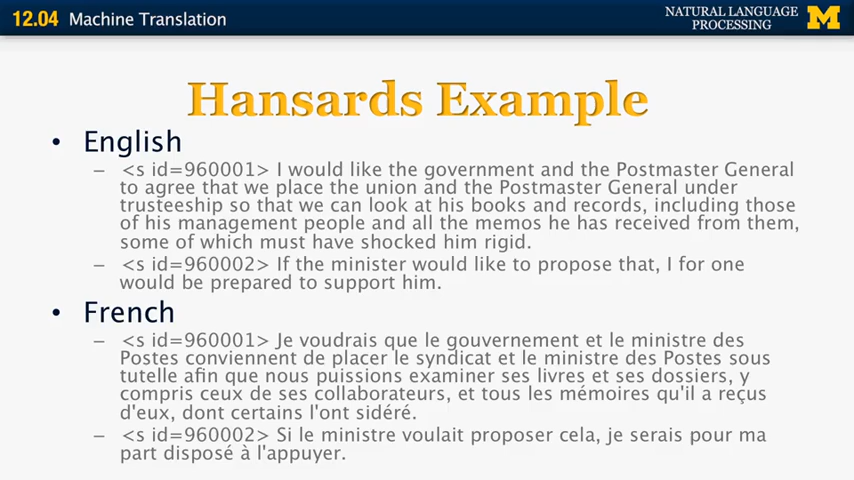 12.04 Machine Translation
NATURAL LANGUAGE
PROCESSING
M
Hansards Example
• English
– <s id=960001> I would like the government and the Postmaster General
to agree that we place the union and the Postmaster General under
trusteeship so that we can look at his books and records, including those
of his management people and all the memos he has received from them,
some of which must have shocked him rigid.
– <s id=960002> If the minister would like to propose that, I for one
would be prepared to support him.
• French
– <s id=960001> Je voudrais que le gouvernement et le ministre des
Postes conviennent de placer le syndicat et le ministre des Postes sous
tutelle afin que nous puissions examiner ses livres et ses dossiers, y
compris ceux de ses collaborateurs, et tous les mémoires qu'il a reçus
d'eux, dont certains l'ont sidéré.
– <s id=960002> Si le ministre voulait proposer cela, je serais pour ma
part disposé à l'appuyer.